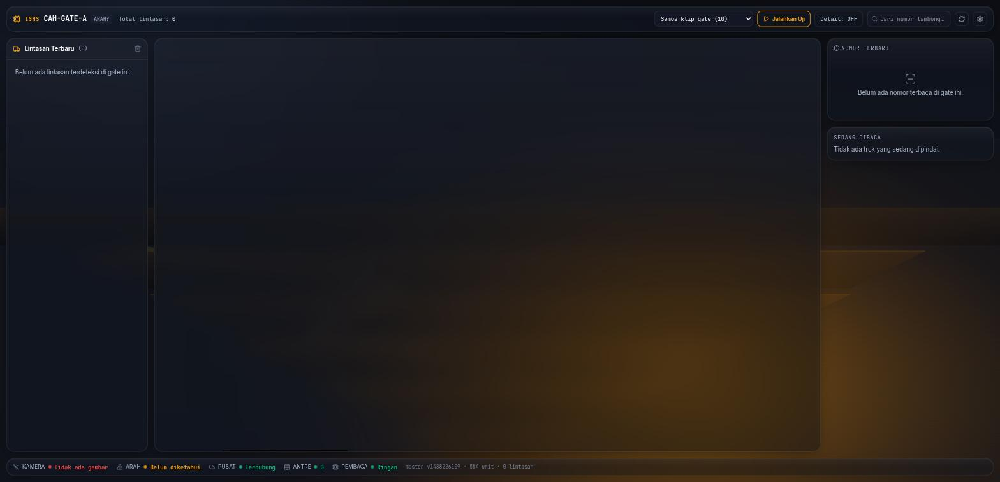 ISHS CAM-GATE-A ARAH? Total lintasan: 0 Semua klip gate (10) Jalankan Uji Detail: OFF Cari nomor lambung…
Lintasan Terbaru (0)
Belum ada lintasan terdeteksi di gate ini.
NOMOR TERBARU
Belum ada nomor terbaca di gate ini.
SEDANG DIBACA
Tidak ada truk yang sedang dipindai.
KAMERA Tidak ada gambar ARAH Belum diketahui PUSAT Terhubung ANTRE 0 PEMBACA Ringan master v1488226109 · 584 unit · 0 lintasan